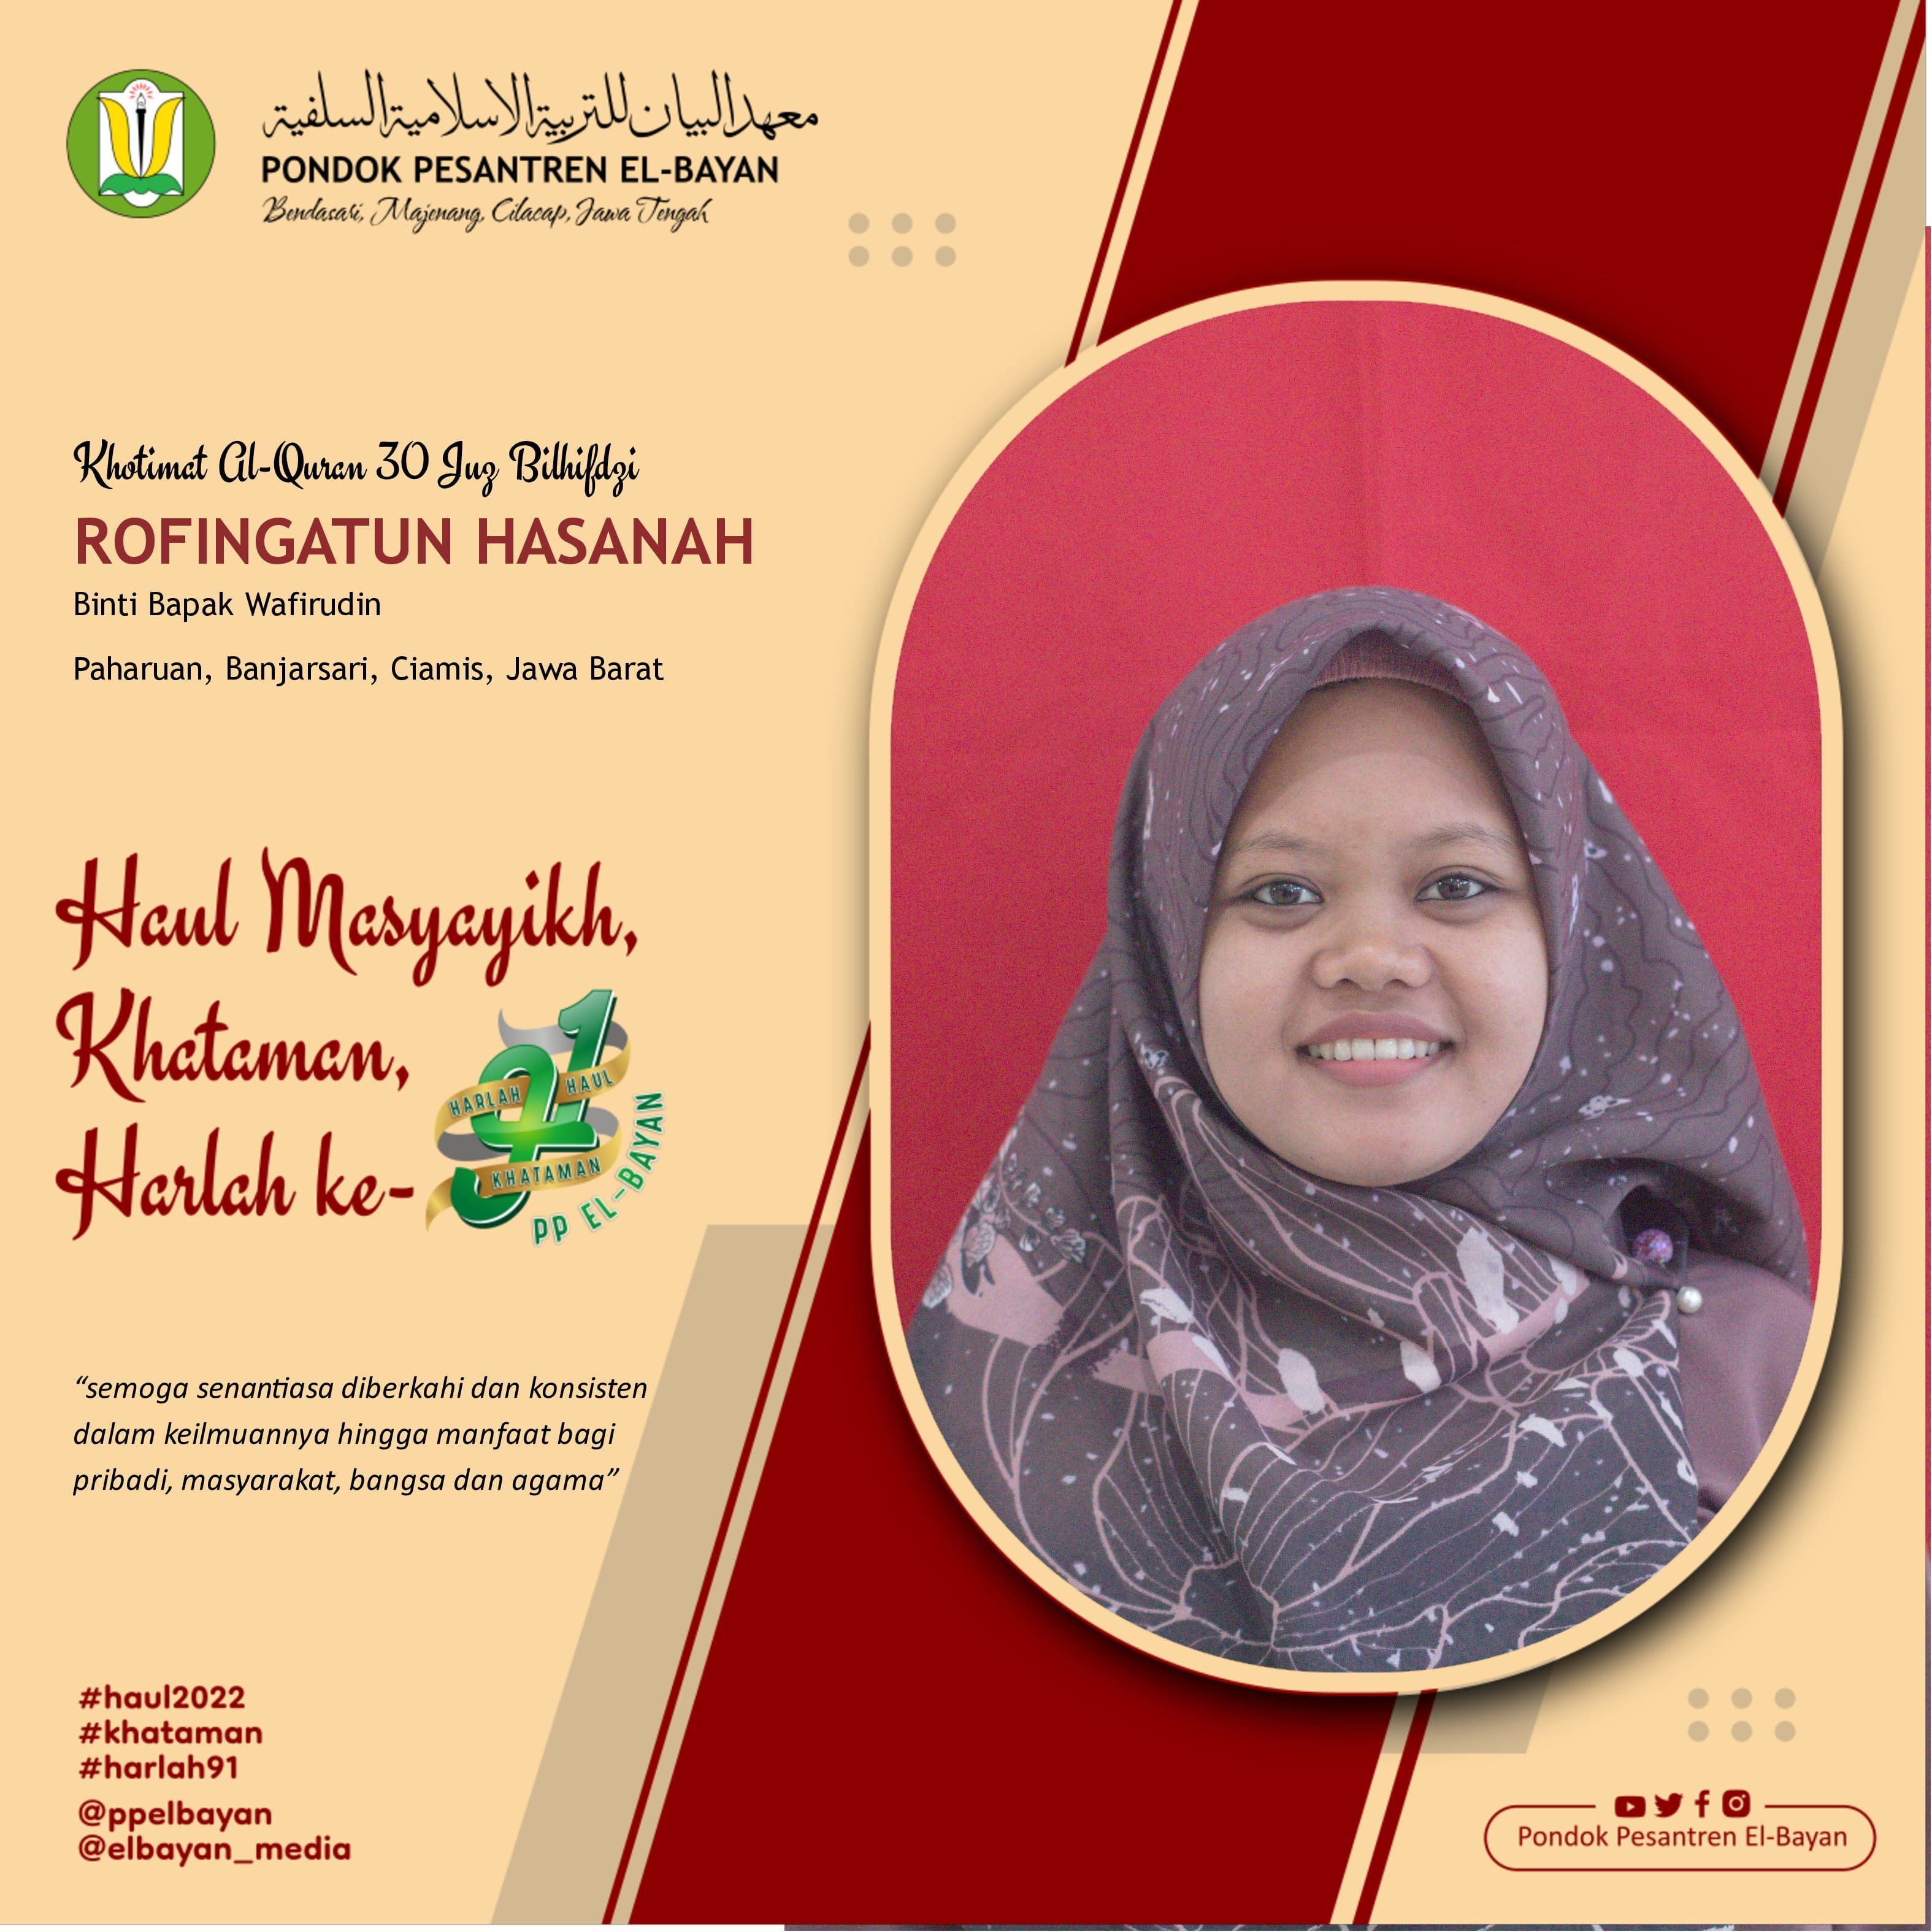 معهد البيان للتربية الاسلامية السلفية
PONDOK PESANTREN EL-BAYAN
Bendasari, Majenang, Cilacap, Jawa Tengah
Khotimat Al-Quran 30 Juz Bilhifdzi
ROFINGATUN HASANAH
Binti Bapak Wafirudin
Paharuan, Banjarsari, Ciamis, Jawa Barat
Haul Masyayikh,
Khataman,
Harlah ke-
91
HARLAH HAUL
KHATAMAN
PP EL-BAYAN
“semoga senantiasa diberkahi dan konsisten
dalam keilmuannya hingga manfaat bagi
pribadi, masyarakat, bangsa dan agama”
#haul2022
#khataman
#harlah91
@ppelbayan
@elbayan_media
Pondok Pesantren El-Bayan